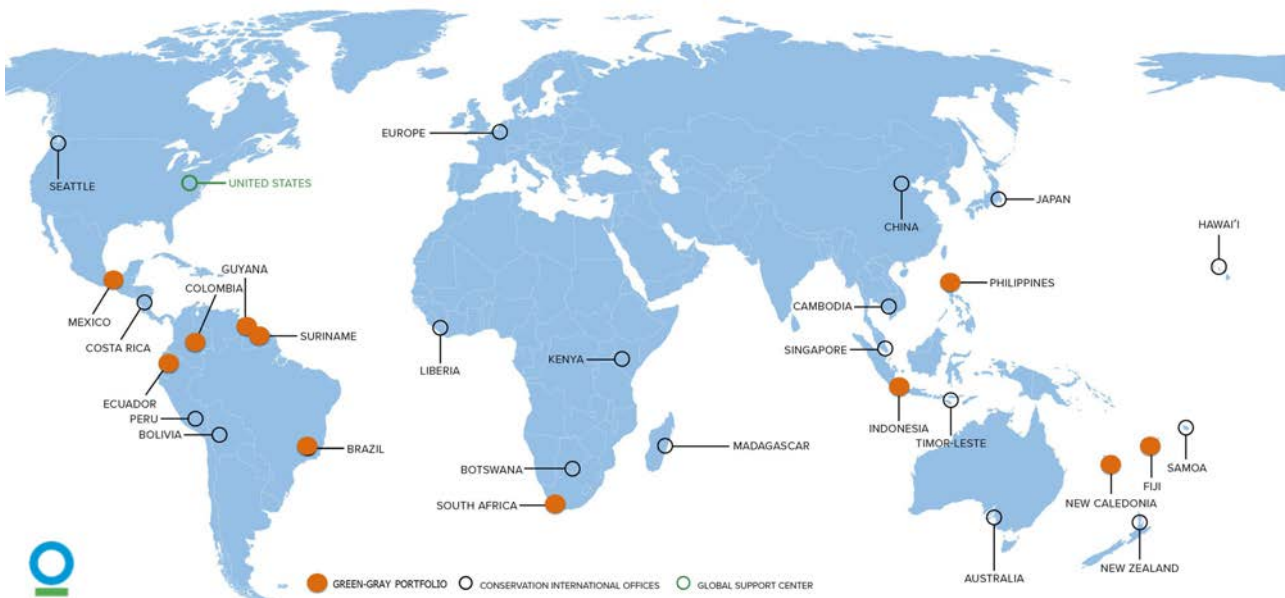 EUROPE
SEATTLE
UNITED STATES
CHINA
JAPAN
HAWAI'I
GUYANA
COLOMBIA
MEXICO
SURINAME
COSTA RICA
PHILIPPINES
CAMBODIA
SINGAPORE
LIBERIA
KENYA
ECUADOR
PERU
BOLIVIA
BRAZIL
INDONESIA
TIMOR-LESTE
MADAGASCAR
BOTSWANA
SOUTH AFRICA
SAMOA
FIJI
NEW CALEDONIA
AUSTRALIA
NEW ZEALAND
GREEN-GRAY PORTFOLIO
CONSERVATION INTERNATIONAL OFFICES
GLOBAL SUPPORT CENTER